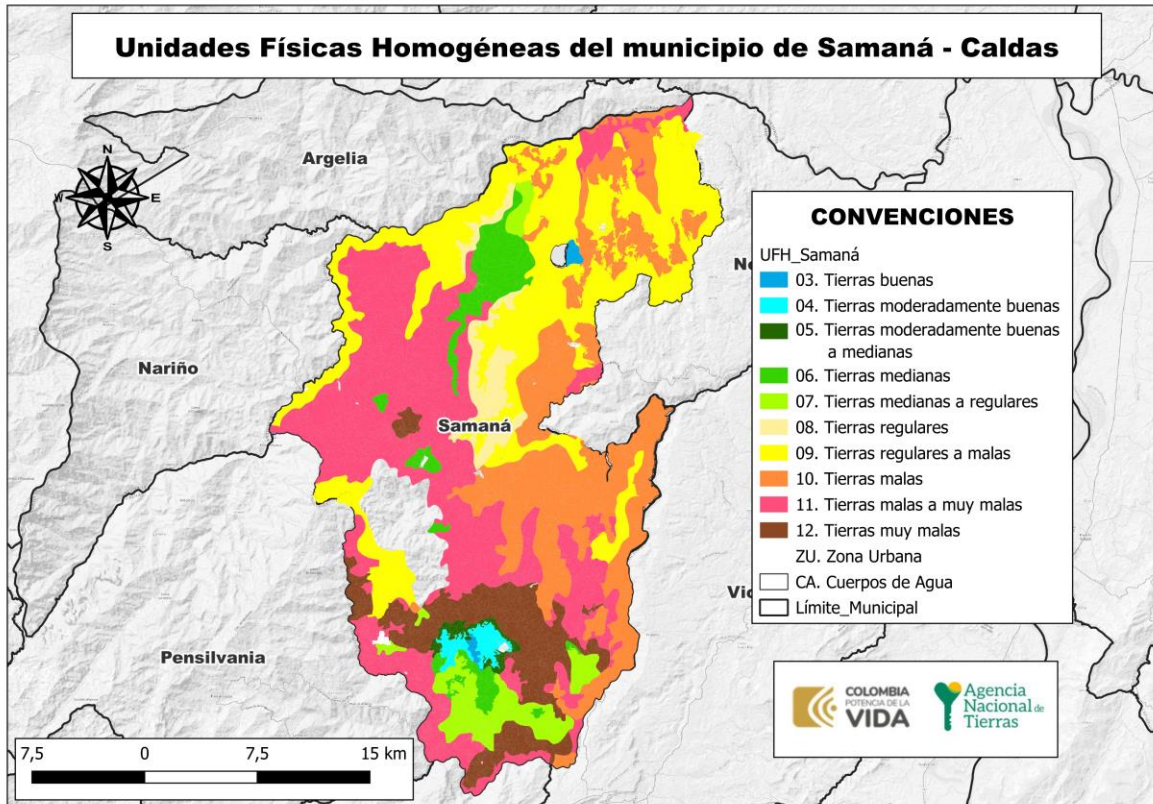 Unidades Físicas Homogéneas del municipio de Samaná - Caldas
N
W
E
S
Argelia
Nariño
Samaná
Pensilvania
No
Vic
CONVENCIONES
UFH_Samaná
03. Tierras buenas
04. Tierras moderadamente buenas
05. Tierras moderadamente buenas
a medianas
06. Tierras medianas
07. Tierras medianas a regulares
08. Tierras regulares
09. Tierras regulares a malas
10. Tierras malas
11. Tierras malas a muy malas
12. Tierras muy malas
ZU. Zona Urbana
CA. Cuerpos de Agua
Límite_Municipal
COLOMBIA
POTENCIA DE LA
VIDA
Agencia
Nacional de
Tierras
7,5 0 7,5 15 km